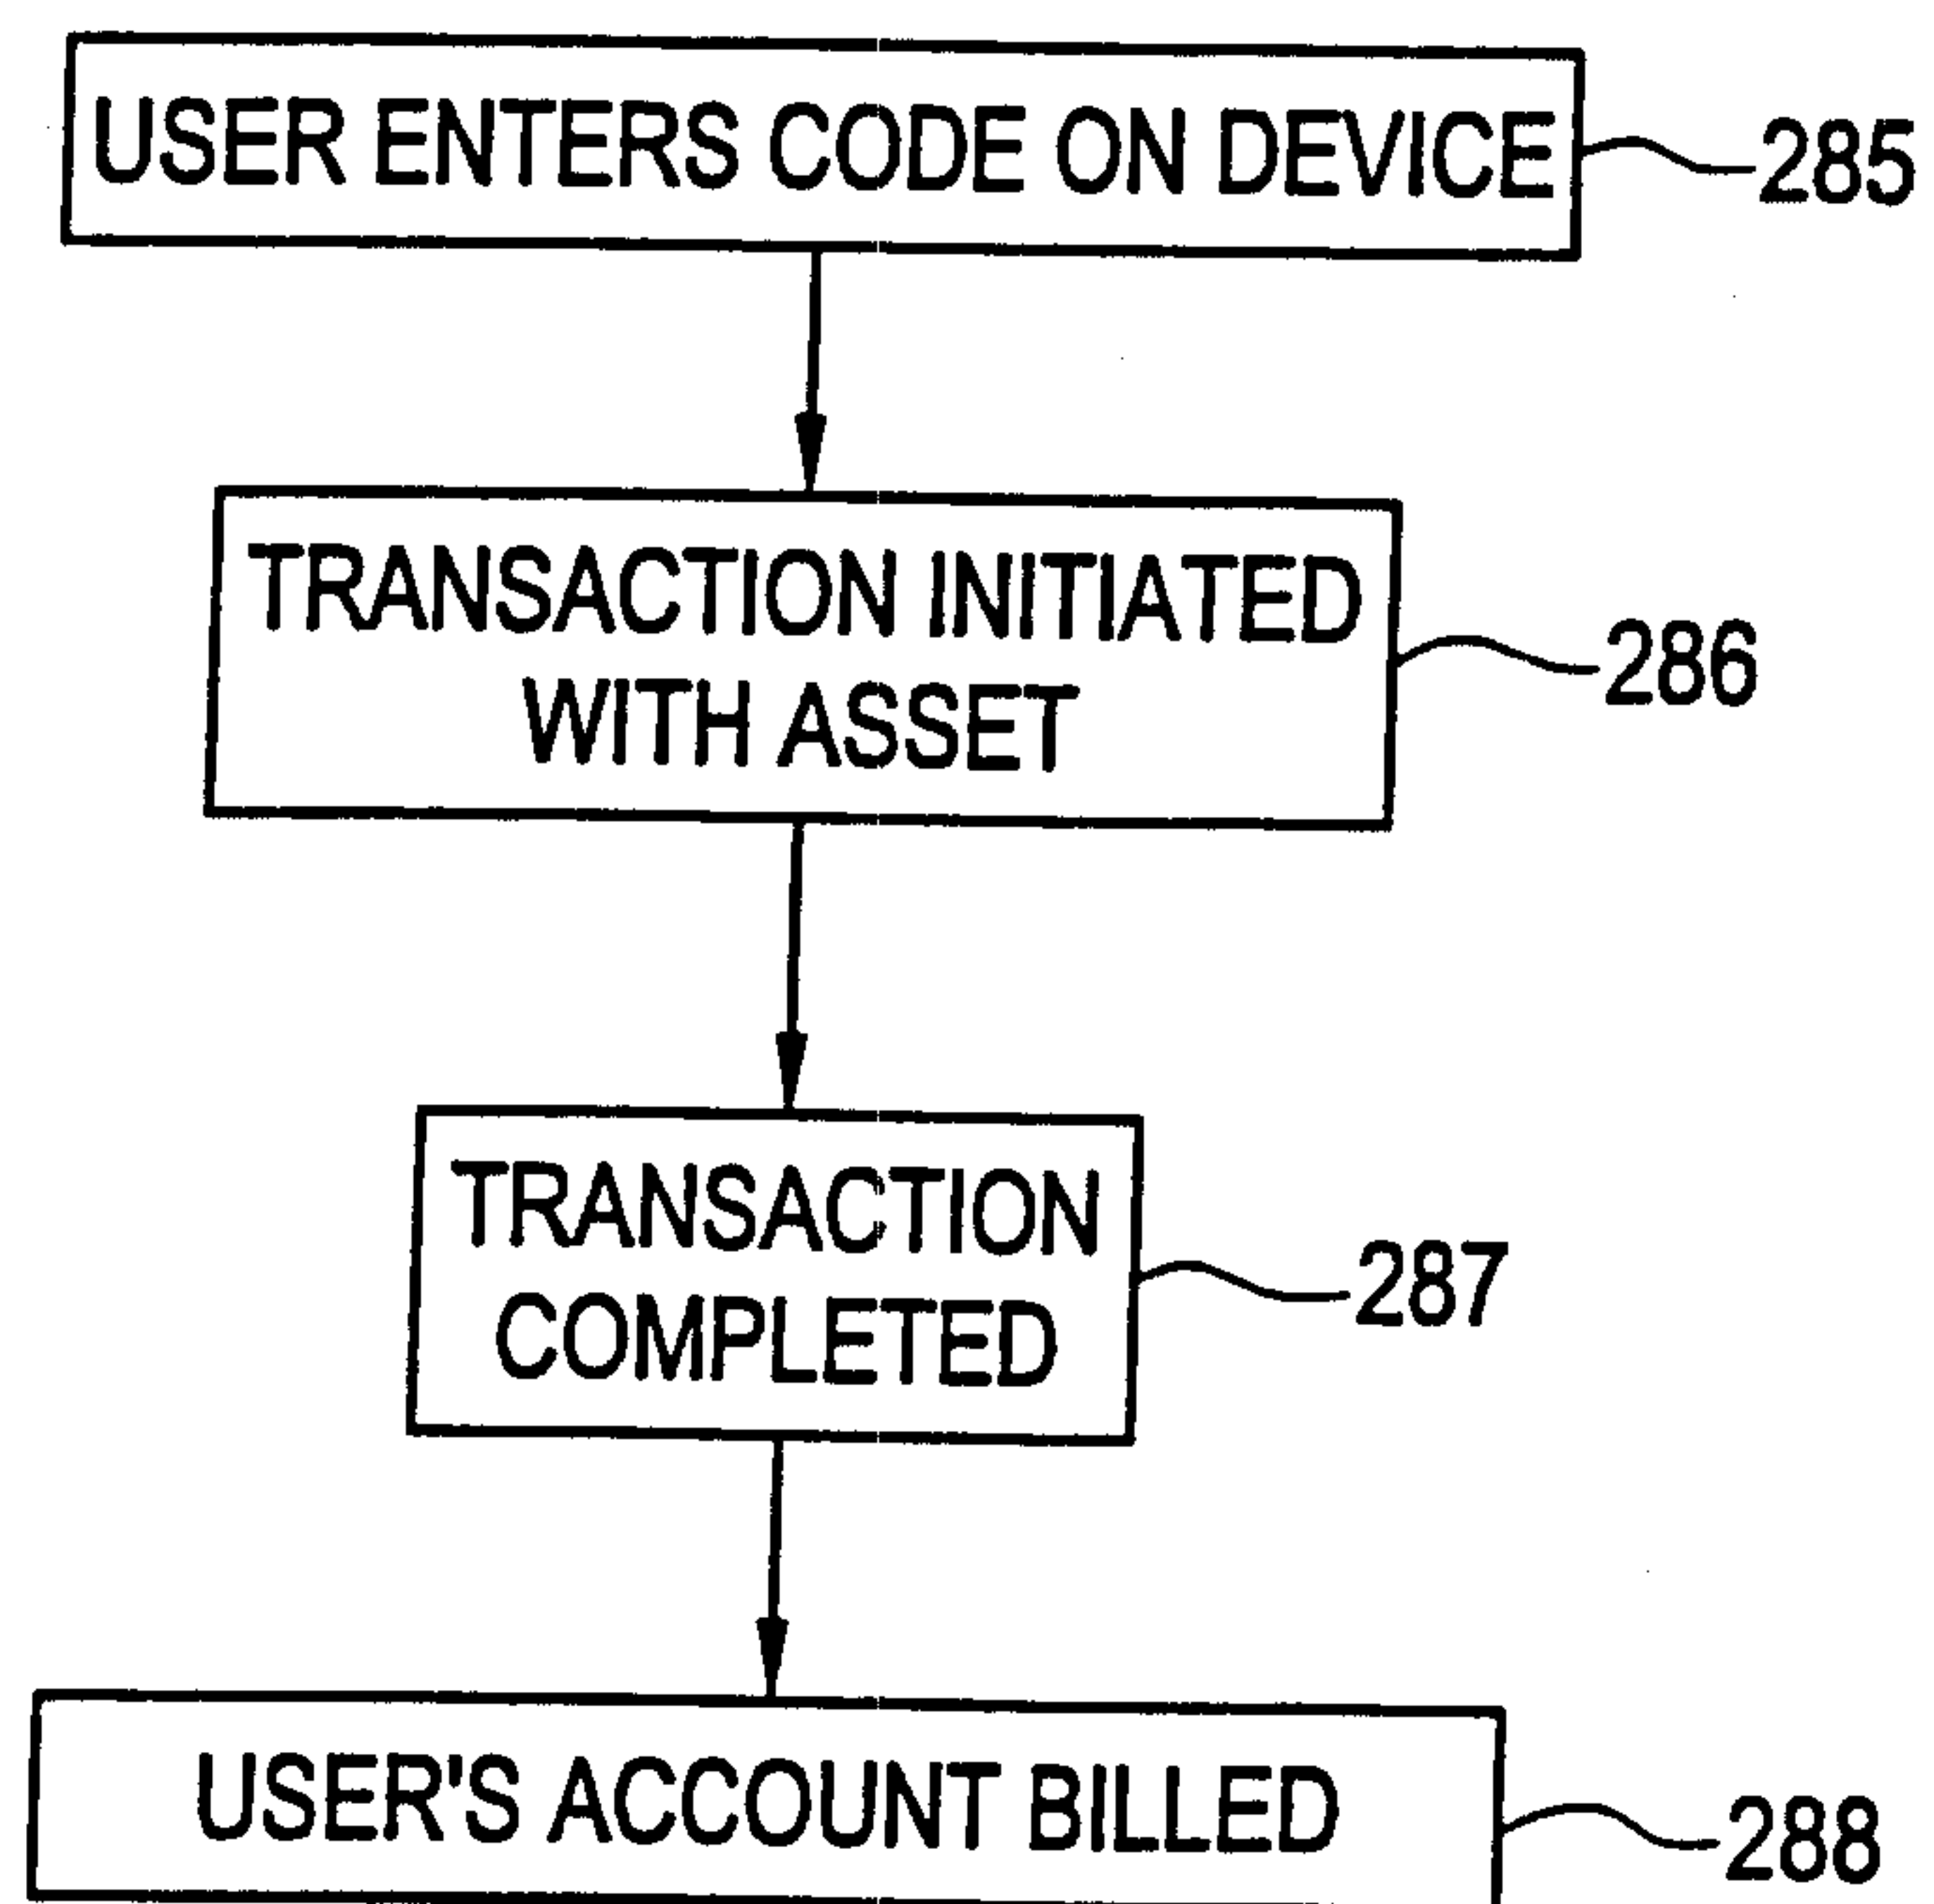 USER ENTERS CODE ON DEVICE
285
TRANSACTION INITIATED
WITH ASSET
286
TRANSACTION
COMPLETED
287
USER'S ACCOUNT BILLED
288